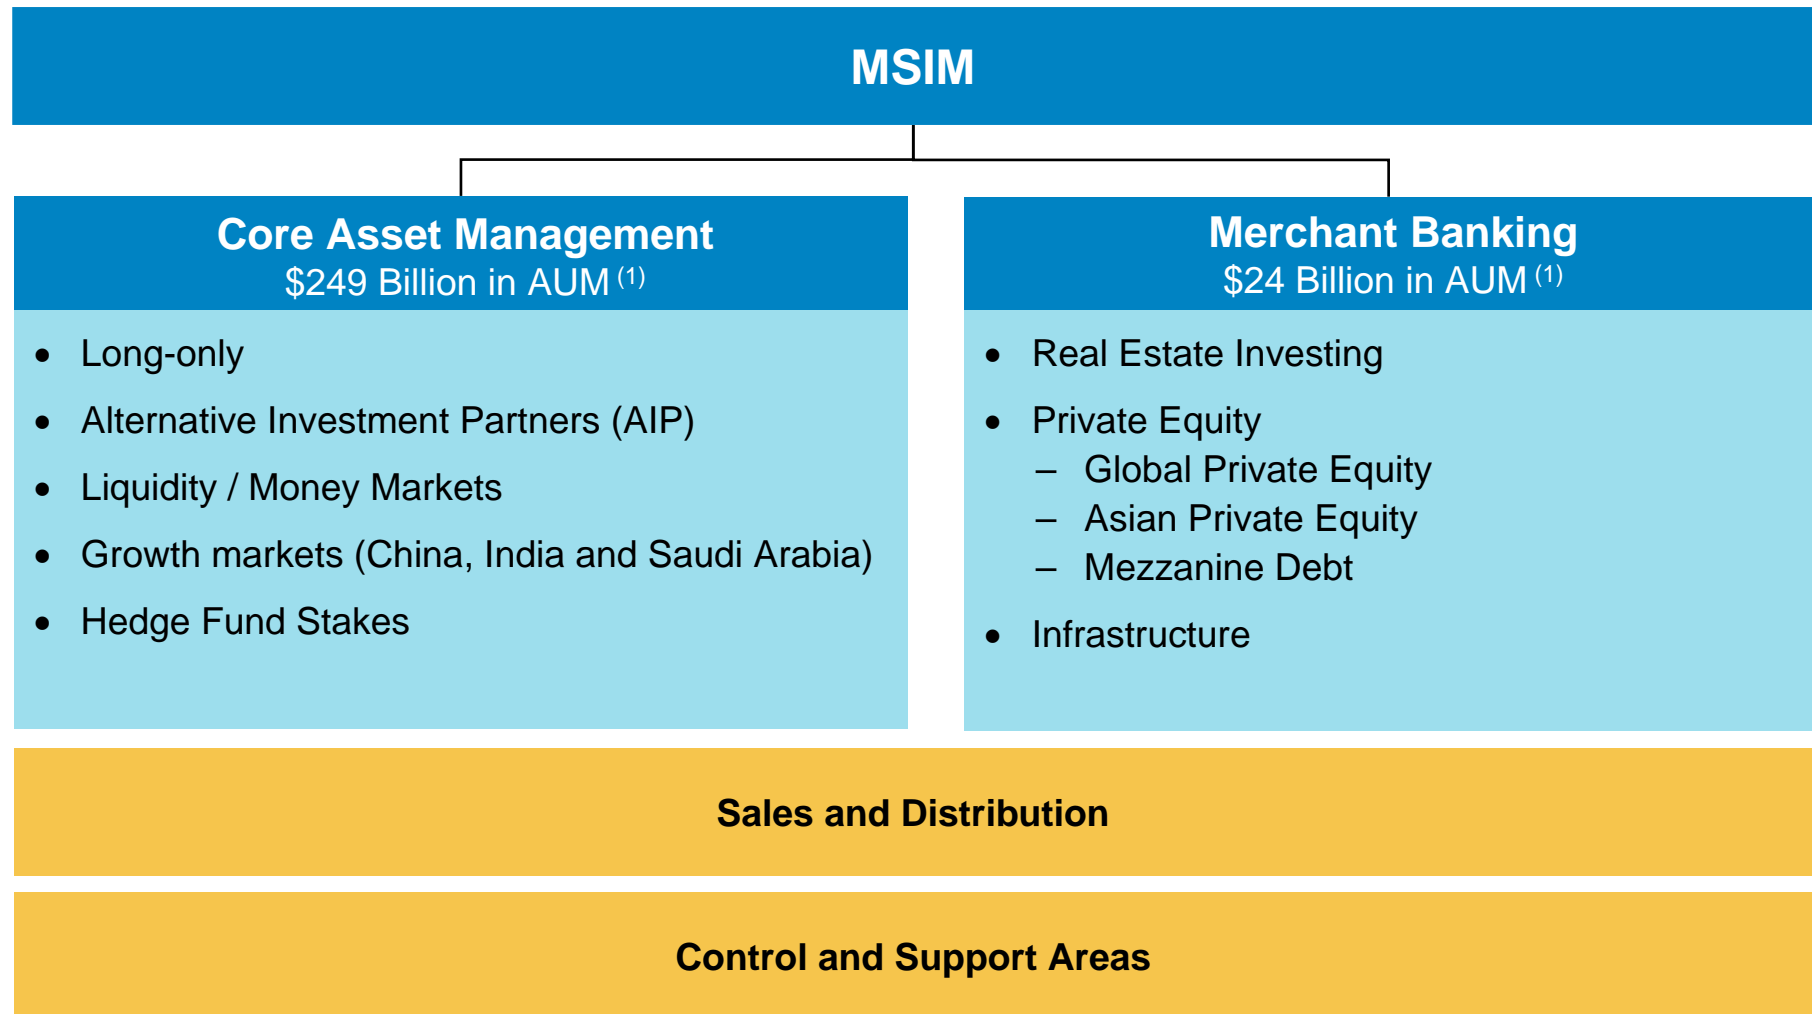 MSIM
Core Asset Management
$249 Billion in AUM (1)
• Long-only
• Alternative Investment Partners (AIP)
• Liquidity / Money Markets
• Growth markets (China, India and Saudi Arabia)
• Hedge Fund Stakes
Merchant Banking
$24 Billion in AUM (1)
• Real Estate Investing
• Private Equity
– Global Private Equity
– Asian Private Equity
– Mezzanine Debt
• Infrastructure
Sales and Distribution
Control and Support Areas